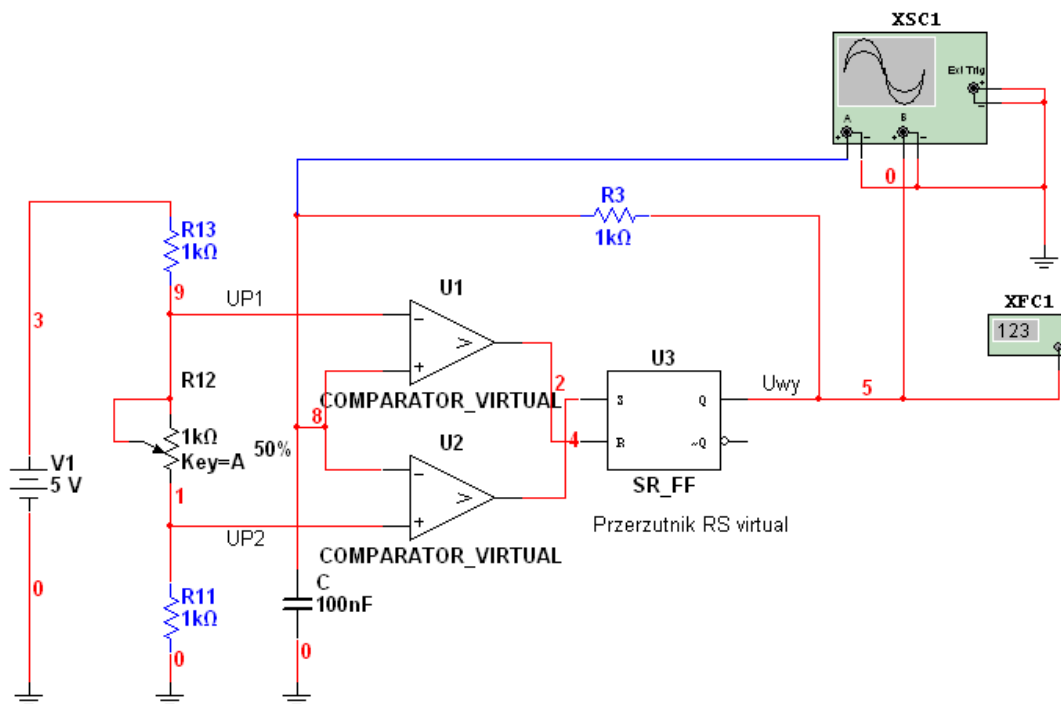 XSC1
Ext Trig
+
-
A
B
+ - + -
0
R3
1kΩ
R13
1kΩ
9
UP1
3
U1
-
+
>
COMPARATOR_VIRTUAL
XFC1
123
R12
1kΩ
Key=A
50%
8
2
4
U3
S
R
Q
~Q
SR_FF
Uwy
5
Przerzutnik RS virtual
V1
5 V
1
U2
-
+
>
COMPARATOR_VIRTUAL
UP2
0
R11
1kΩ
0
C
100nF
0